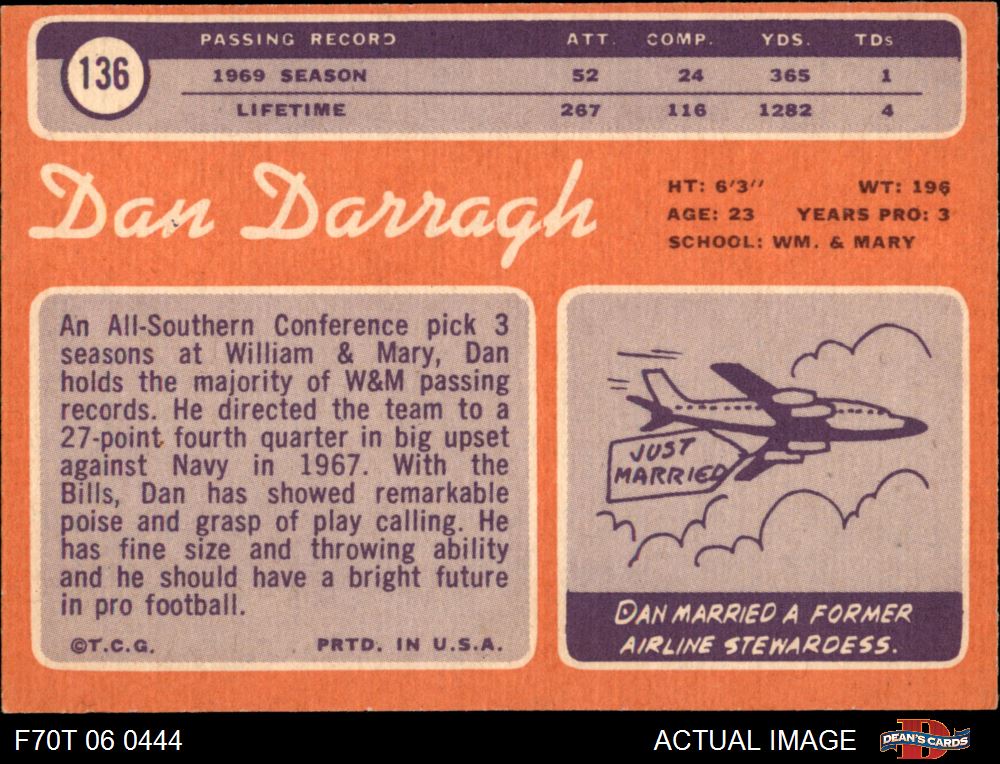 136
PASSING RECORD ATT. COMP. YDS. TDs
1969 SEASON 52 24 365 1
LIFETIME 267 116 1282 4
Dan Darragh
HT: 6'3'' WT: 196
AGE: 23 YEARS PRO: 3
SCHOOL: WM. & MARY
An All-Southern Conference pick 3
seasons at William & Mary, Dan
holds the majority of W&M passing
records. He directed the team to a
27-point fourth quarter in big upset
against Navy in 1967. With the
Bills, Dan has showed remarkable
poise and grasp of play calling. He
has fine size and throwing ability
and he should have a bright future
in pro football.
©T.C.G. PRTD. IN U.S.A.
JUST
MARRIED
DAN MARRIED A FORMER
AIRLINE STEWARDESS.
F70T 06 0444 ACTUAL IMAGE
D
DEAN'S CARDS